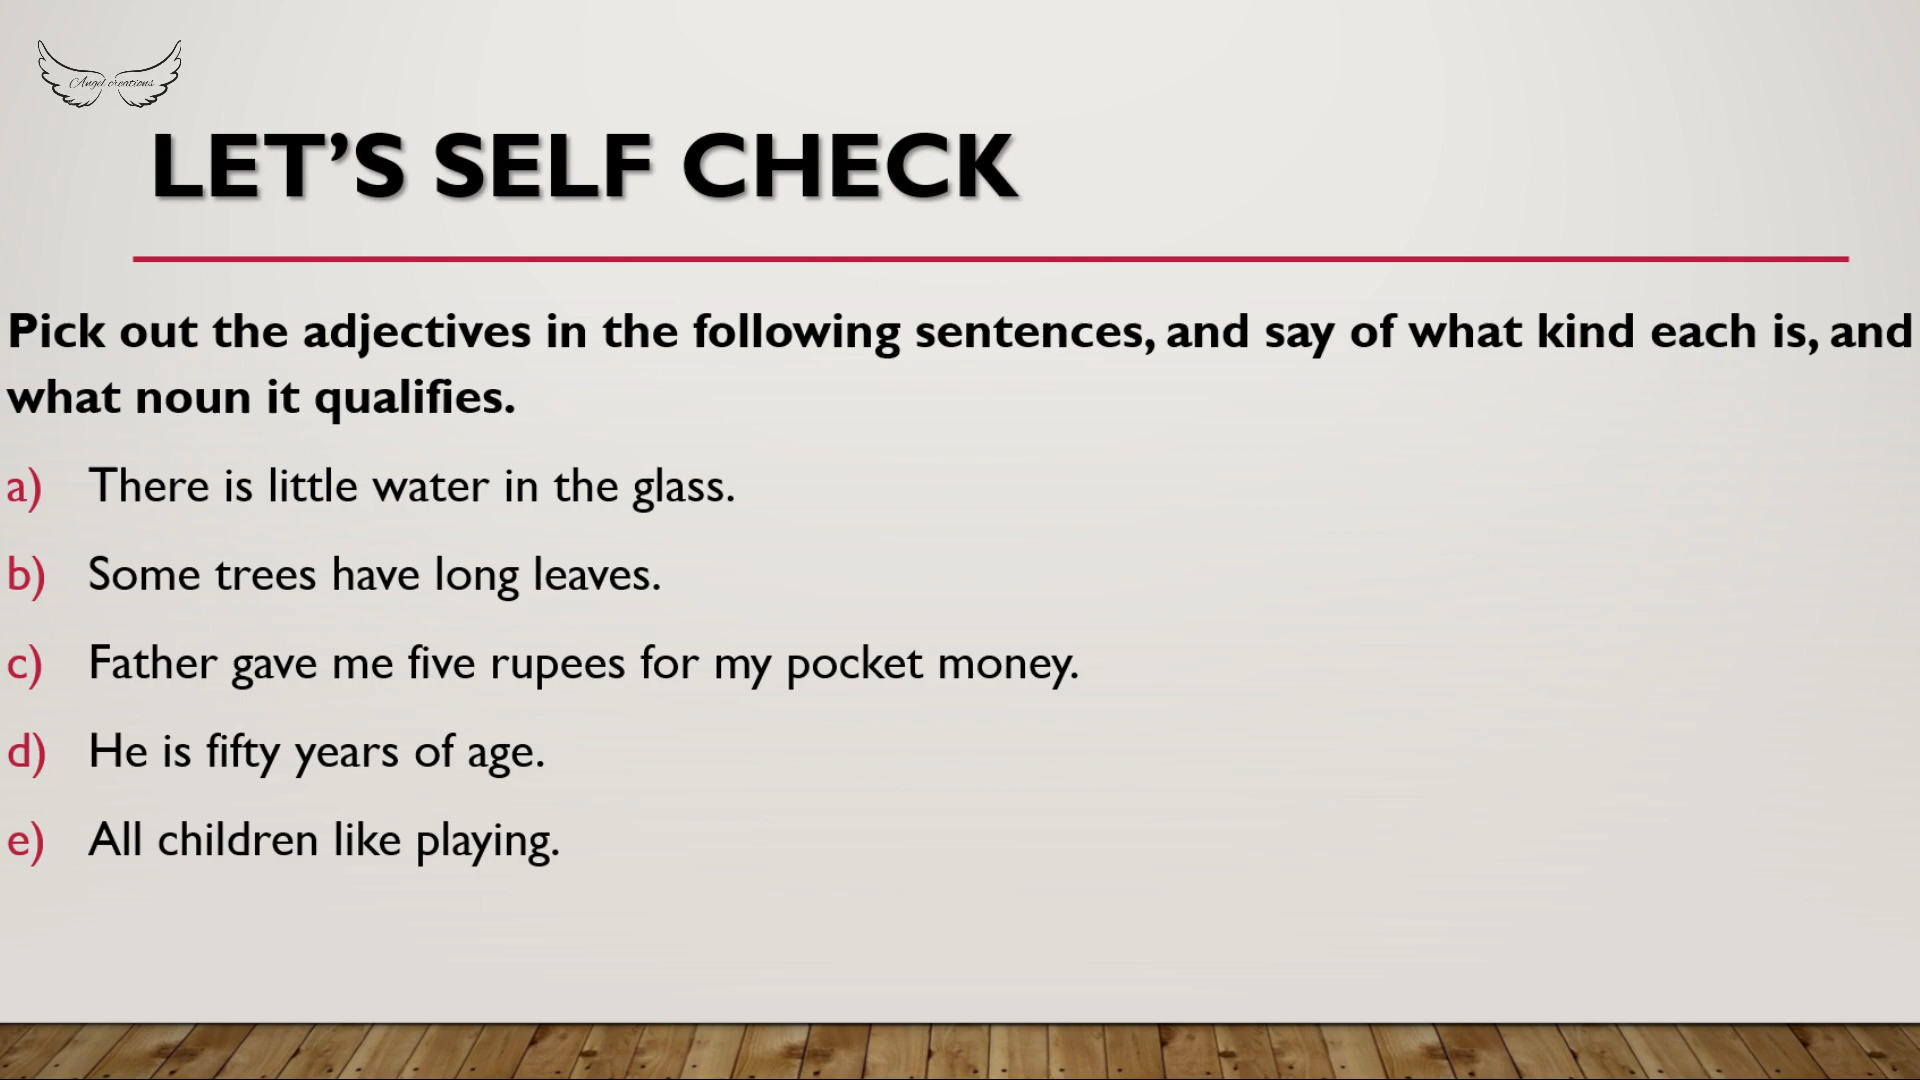 Angel creations
LET’S SELF CHECK
Pick out the adjectives in the following sentences, and say of what kind each is, and
what noun it qualifies.
a) There is little water in the glass.
b) Some trees have long leaves.
c) Father gave me five rupees for my pocket money.
d) He is fifty years of age.
e) All children like playing.